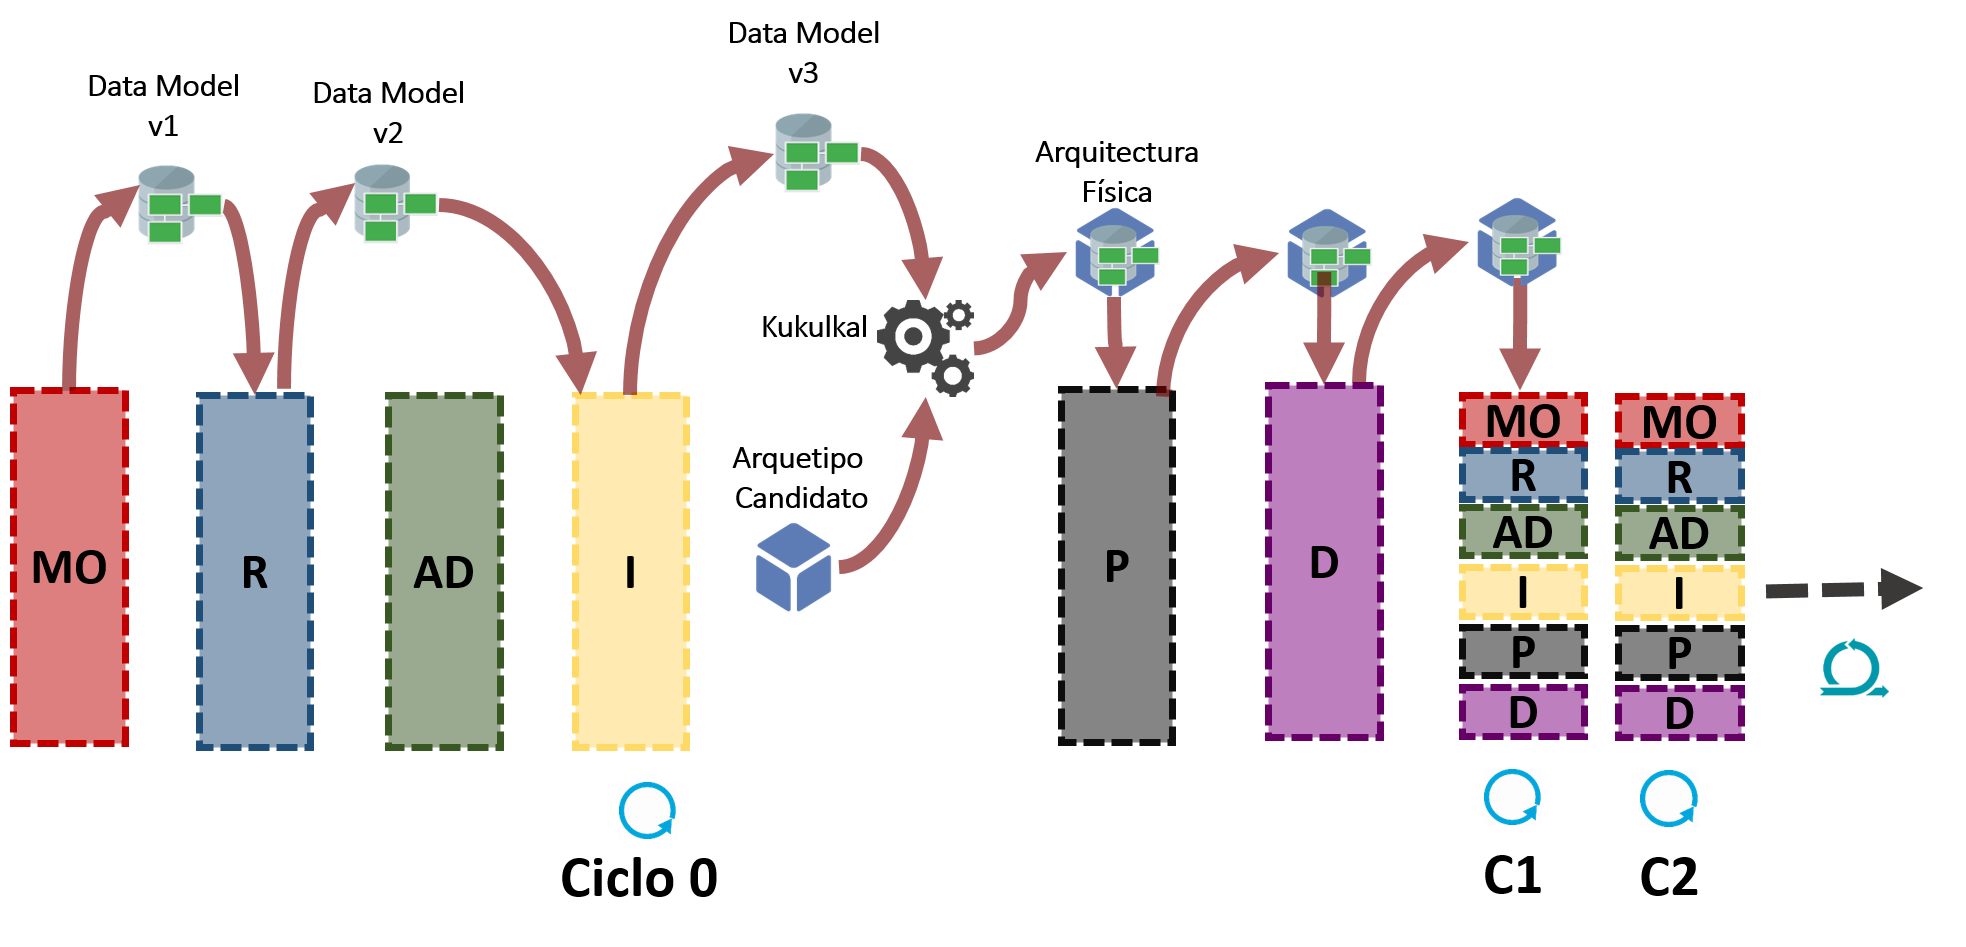 Data Model
v1
Data Model
v2
Data Model
v3
Arquitectura
Física
Kukulkal
Arquetipo
Candidato
MO
R
AD
I
P
D
MO
R
AD
I
P
D
MO
R
AD
I
P
D
Ciclo 0
C1
C2